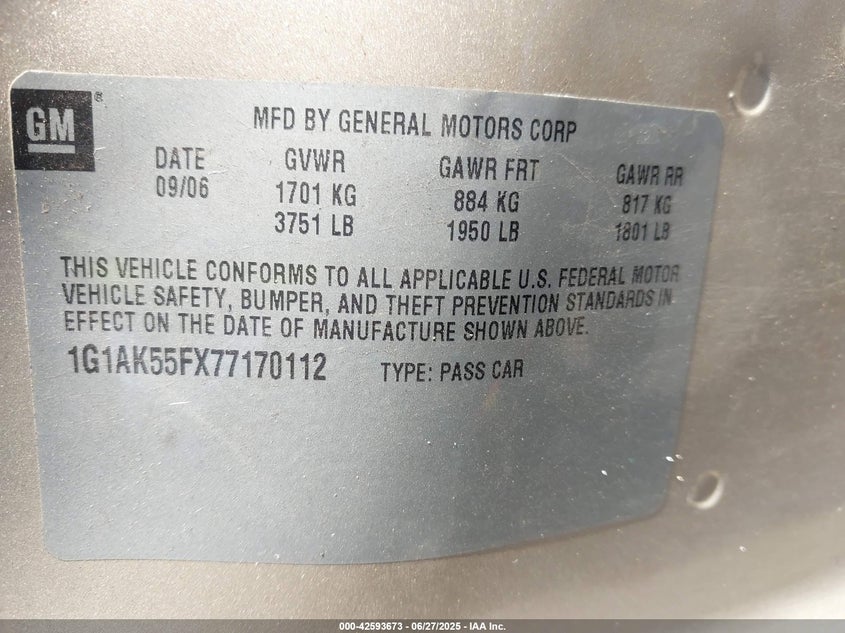 GM®
MFD BY GENERAL MOTORS CORP
DATE GVWR GAWR FRT GAWR RR
09/06 1701 KG 884 KG 817 KG
3751 LB 1950 LB 1801 LB
THIS VEHICLE CONFORMS TO ALL APPLICABLE U.S. FEDERAL MOTOR
VEHICLE SAFETY, BUMPER, AND THEFT PREVENTION STANDARDS IN
EFFECT ON THE DATE OF MANUFACTURE SHOWN ABOVE.
1G1AK55FX77170112 TYPE: PASS CAR
000-42593673 - 06/27/2025 - IAA Inc.